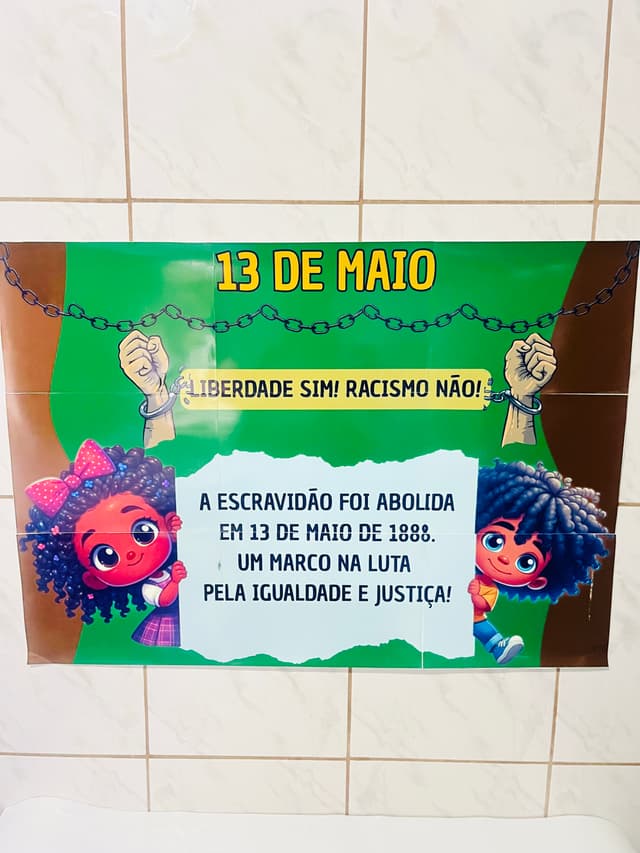 13 DE MAIO
LIBERDADE SIM! RACISMO NÃO!
A ESCRAVIDÃO FOI ABOLIDA
EM 13 DE MAIO DE 1888.
UM MARCO NA LUTA
PELA IGUALDADE E JUSTIÇA!